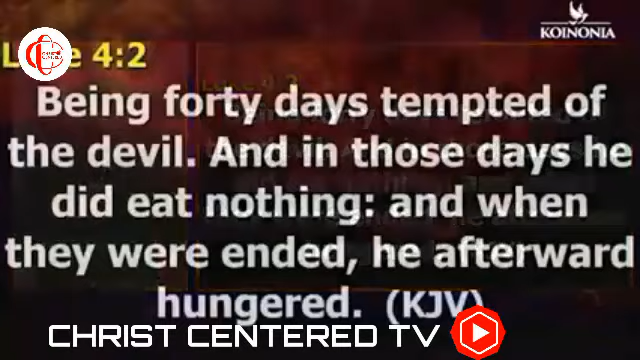 KOINONIA
Luke 4:2
Being forty days tempted of
the devil. And in those days he
did eat nothing: and when
they were ended, he afterward
hungered. (KJV)
CHRIST CENTERED TV